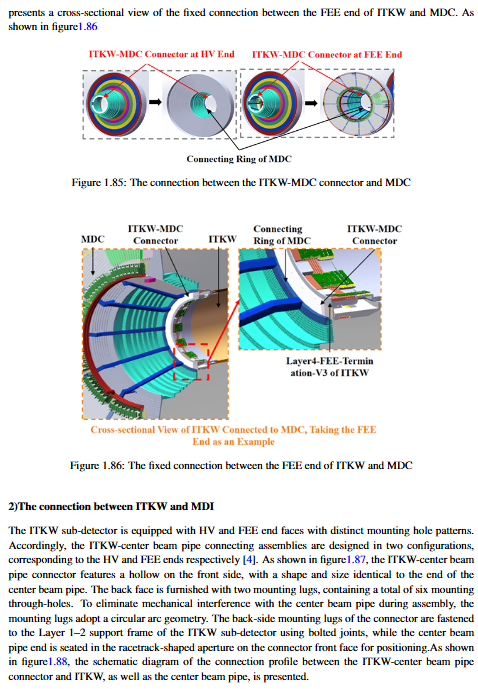 presents a cross-sectional view of the fixed connection between the FEE end of ITKW and MDC. As
shown in figure1.86
ITKW-MDC Connector at HV End
ITKW-MDC Connector at FEE End
Connecting Ring of MDC
Figure 1.85: The connection between the ITKW-MDC connector and MDC
MDC
ITKW-MDC
Connector
ITKW
Connecting
Ring of MDC
ITKW-MDC
Connector
Layer4-FEE-Termin
ation-V3 of ITKW
Cross-sectional View of ITKW Connected to MDC, Taking the FEE
End as an Example
Figure 1.86: The fixed connection between the FEE end of ITKW and MDC
2)The connection between ITKW and MDI
The ITKW sub-detector is equipped with HV and FEE end faces with distinct mounting hole patterns.
Accordingly, the ITKW-center beam pipe connecting assemblies are designed in two configurations,
corresponding to the HV and FEE ends respectively [4]. As shown in figure1.87, the ITKW-center beam
pipe connector features a hollow on the front side, with a shape and size identical to the end of the
center beam pipe. The back face is furnished with two mounting lugs, containing a total of six mounting
through-holes. To eliminate mechanical interference with the center beam pipe during assembly, the
mounting lugs adopt a circular arc geometry. The back-side mounting lugs of the connector are fastened
to the Layer 1–2 support frame of the ITKW sub-detector using bolted joints, while the center beam
pipe end is seated in the racetrack-shaped aperture on the connector front face for positioning.As shown
in figure1.88, the schematic diagram of the connection profile between the ITKW-center beam pipe
connector and ITKW, as well as the center beam pipe, is presented.